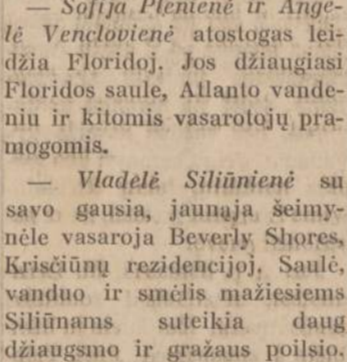 — Sofija Plenienė ir Ange-
lė Venclovienė atostogas lei-
džia Floridoj. Jos džiaugiasi
Floridos saule, Atlanto vande-
niu ir kitomis vasarotojų pra-
mogomis.
— Vladelė Siliūnienė su
savo gausia, jaunąja šeimy-
nėle vasaroja Beverly Shores,
Krisčiūnų rezidencijoj. Saulė,
vanduo ir smėlis mažiesiems
Siliūnams suteikia daug
džiaugsmo ir gražaus poilsio.